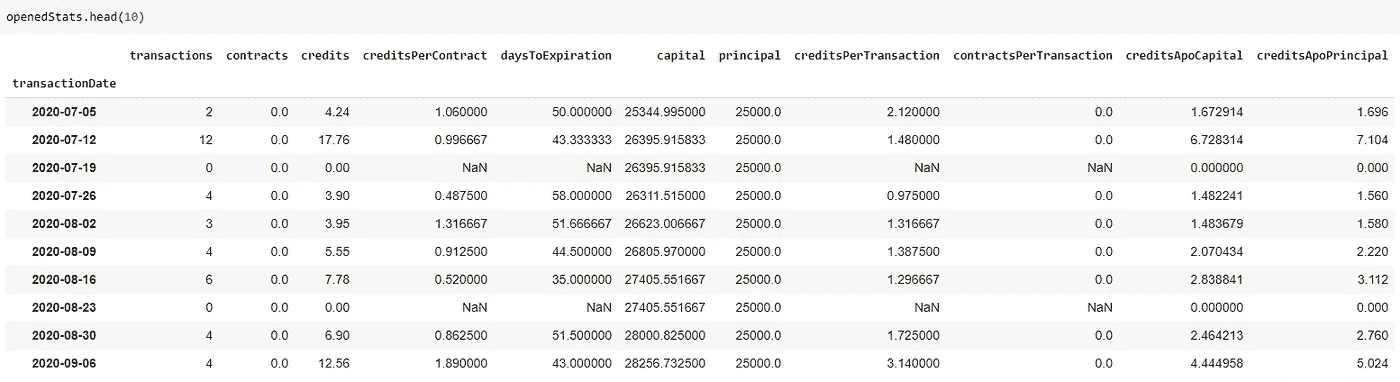 openedStats.head(10)
transactions contracts credits creditsPerContract daysToExpiration capital principal creditsPerTransaction contractsPerTransaction creditsApoCapital creditsApoPrincipal
transactionDate
2020-07-05 2 0.0 4.24 1.060000 50.000000 25344.995000 25000.0 2.120000 0.0 1.672914 1.696
2020-07-12 12 0.0 17.76 0.996667 43.333333 26395.915833 25000.0 1.480000 0.0 6.728314 7.104
2020-07-19 0 0.0 0.00 NaN NaN 26395.915833 25000.0 NaN NaN 0.000000 0.000
2020-07-26 4 0.0 3.90 0.487500 58.000000 26311.515000 25000.0 0.975000 0.0 1.482241 1.560
2020-08-02 3 0.0 3.95 1.316667 51.666667 26623.006667 25000.0 1.316667 0.0 1.483679 1.580
2020-08-09 4 0.0 5.55 0.912500 44.500000 26805.970000 25000.0 1.387500 0.0 2.070434 2.220
2020-08-16 6 0.0 7.78 0.520000 35.000000 27405.551667 25000.0 1.296667 0.0 2.838841 3.112
2020-08-23 0 0.0 0.00 NaN NaN 27405.551667 25000.0 NaN NaN 0.000000 0.000
2020-08-30 4 0.0 6.90 0.862500 51.500000 28000.825000 25000.0 1.725000 0.0 2.464213 2.760
2020-09-06 4 0.0 12.56 1.890000 43.000000 28256.732500 25000.0 3.140000 0.0 4.444958 5.024